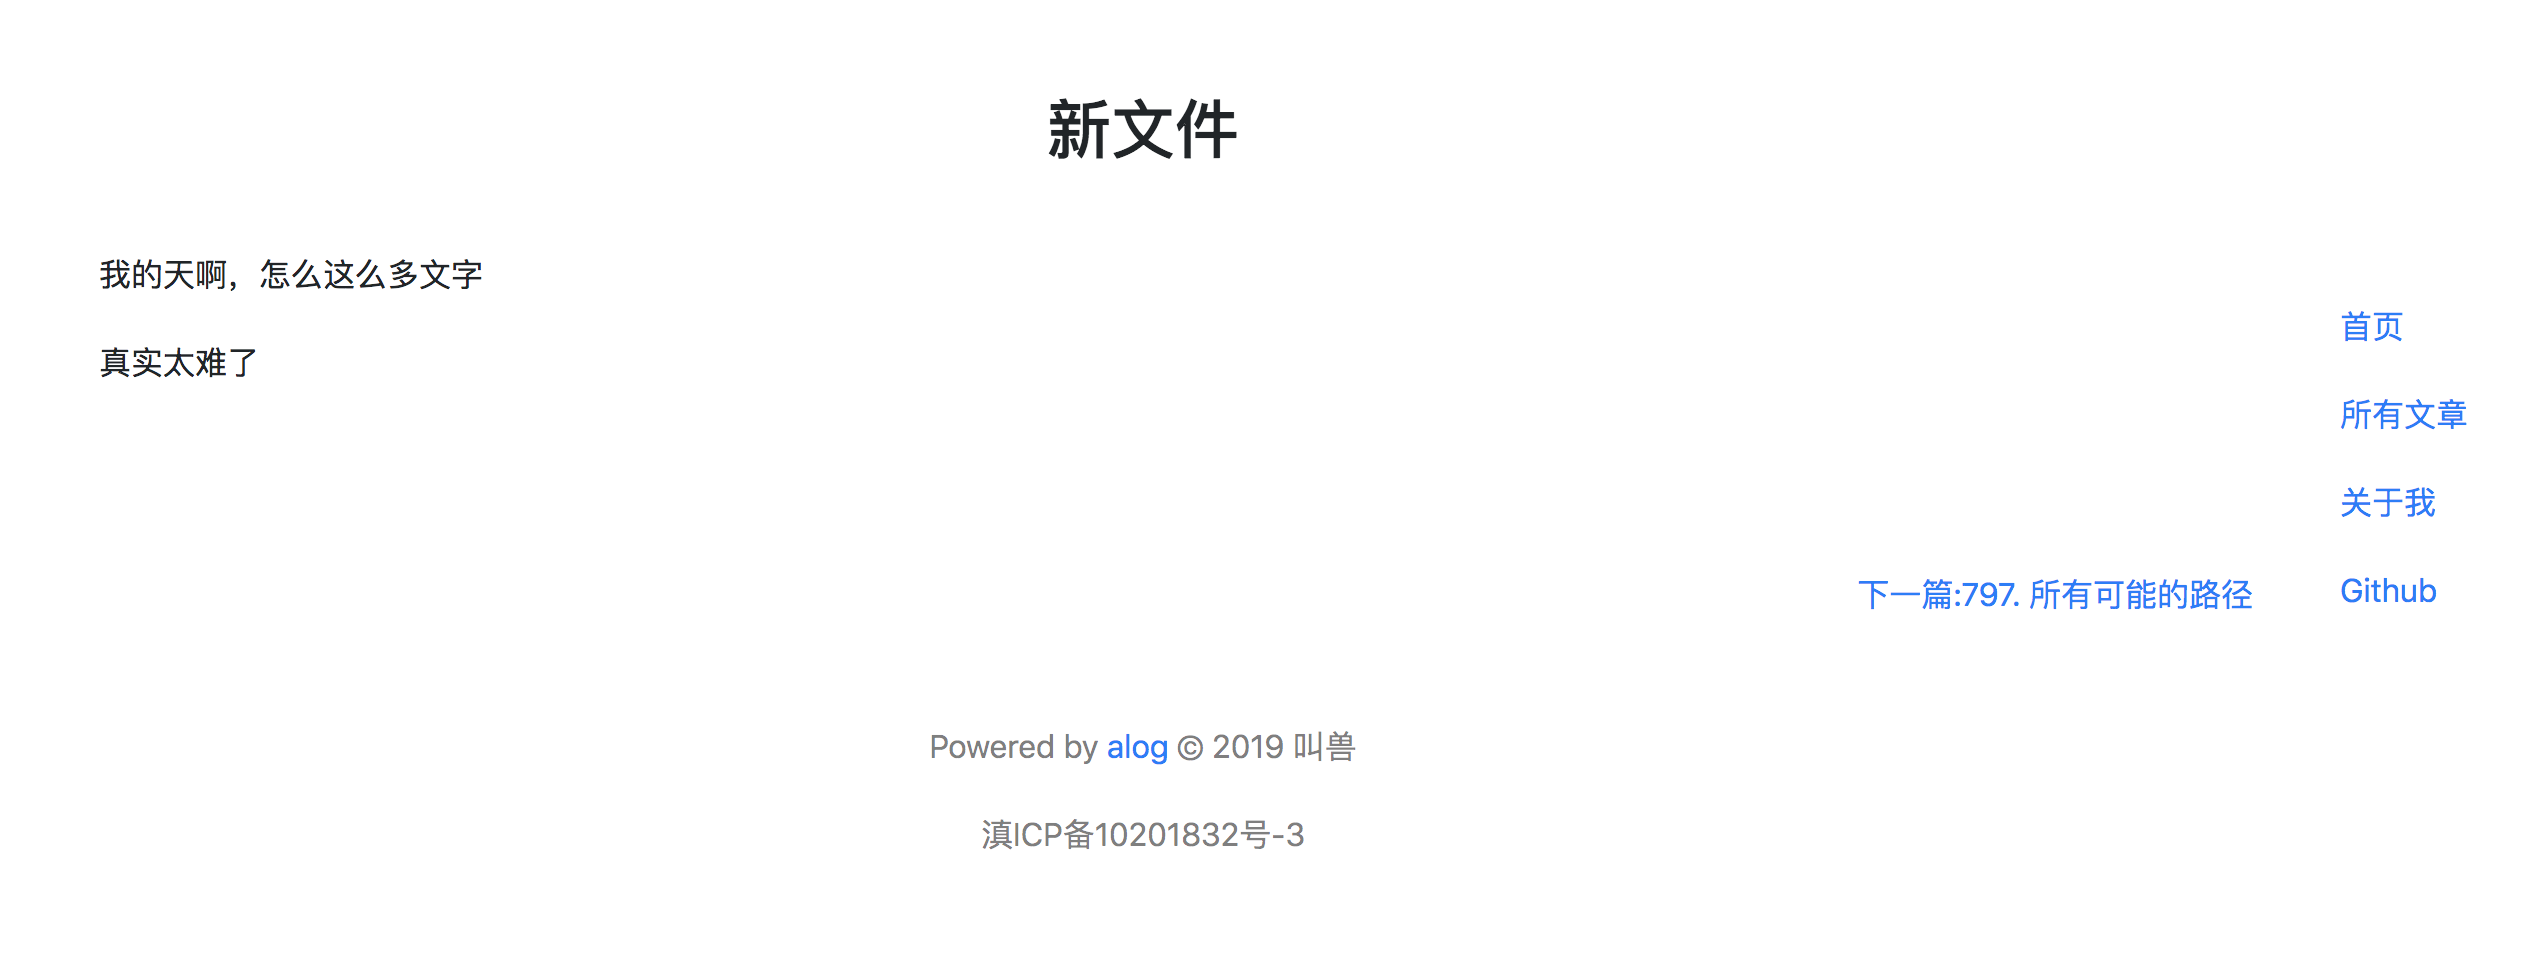 新文件
我的天啊，怎么这么多文字
真实太难了
首页
所有文章
关于我
Github
下一篇:797. 所有可能的路径
Powered by alog © 2019 叫兽
滇ICP备10201832号-3